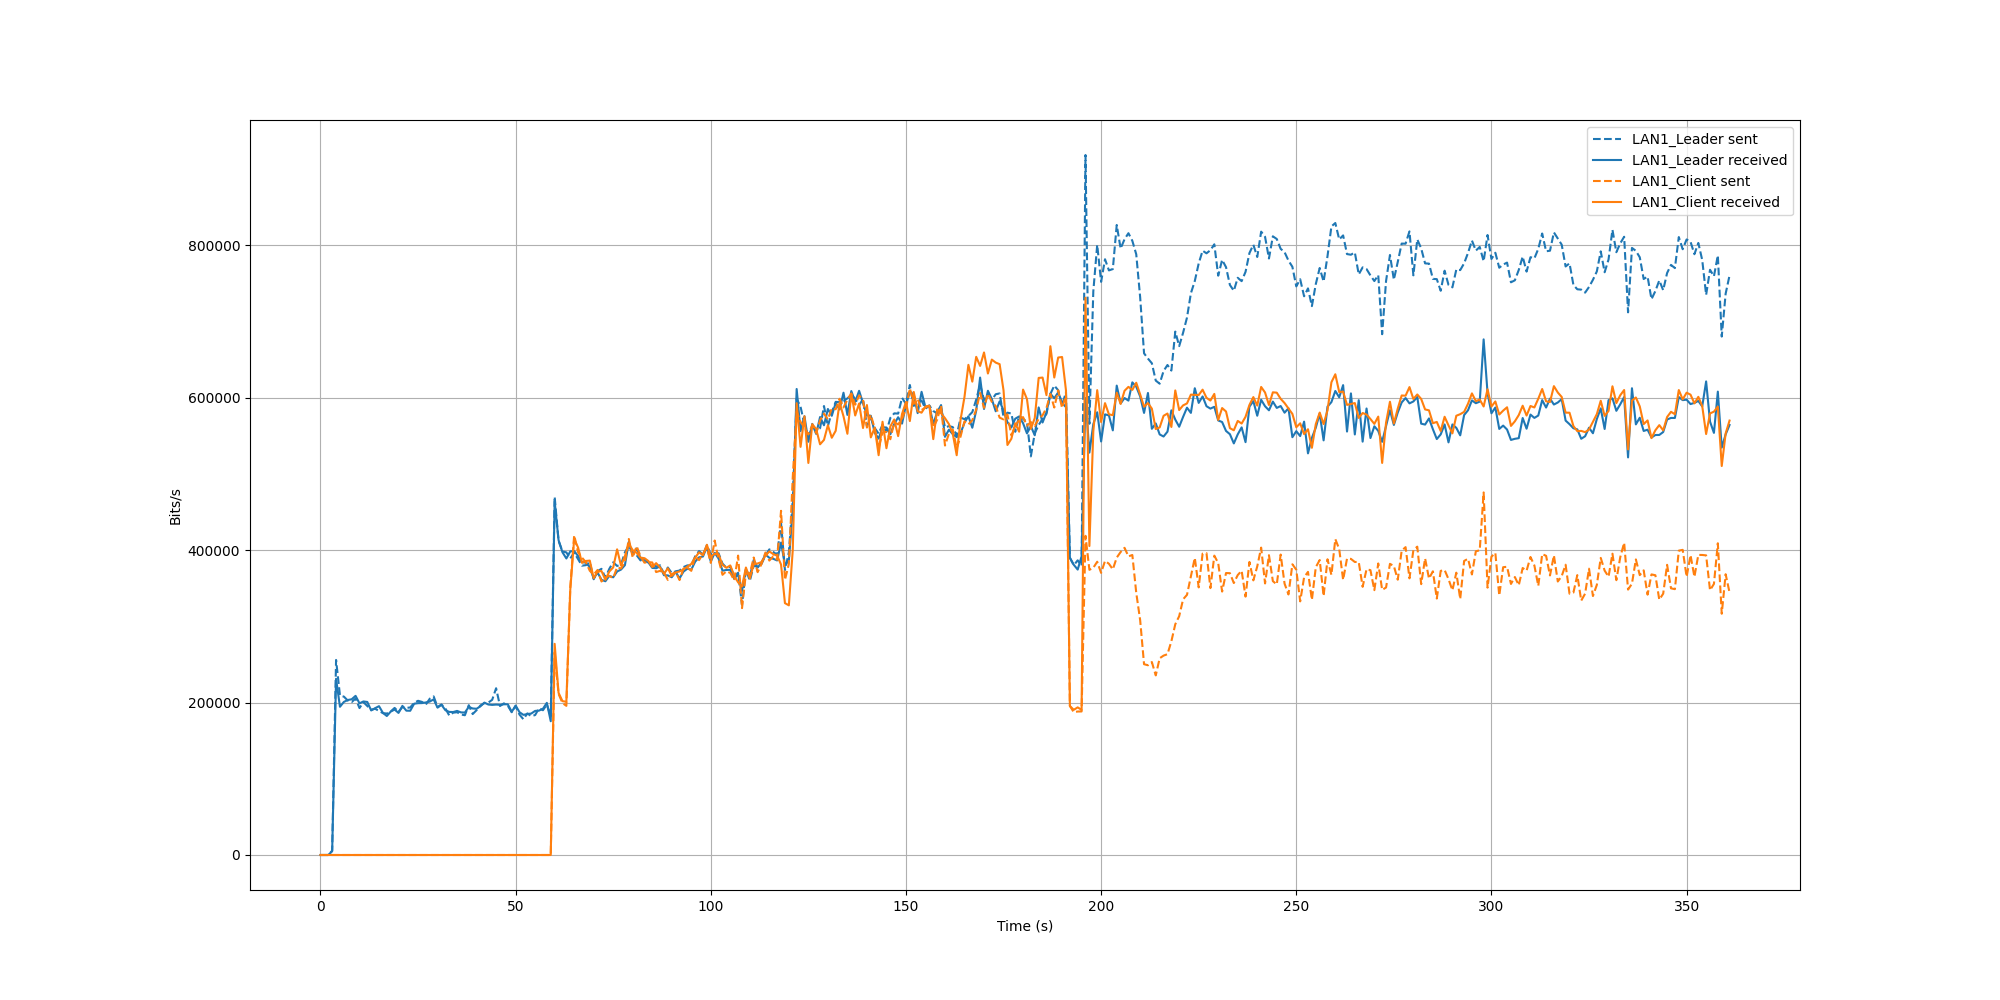 LAN1_Leader sent
LAN1_Leader received
LAN1_Client sent
LAN1_Client received
800000
600000
400000
200000
0
Bits/s
0 50 100 150 200 250 300 350
Time (s)